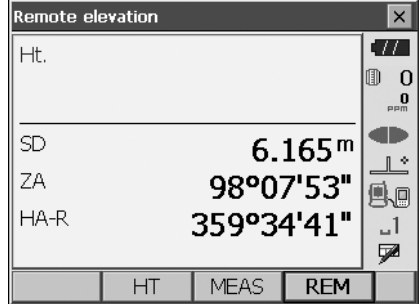 Remote elevation
Ht.
0
0
ppm
SD 6.165 m
ZA 98°07'53"
HA-R 359°34'41"
1
HT MEAS REM